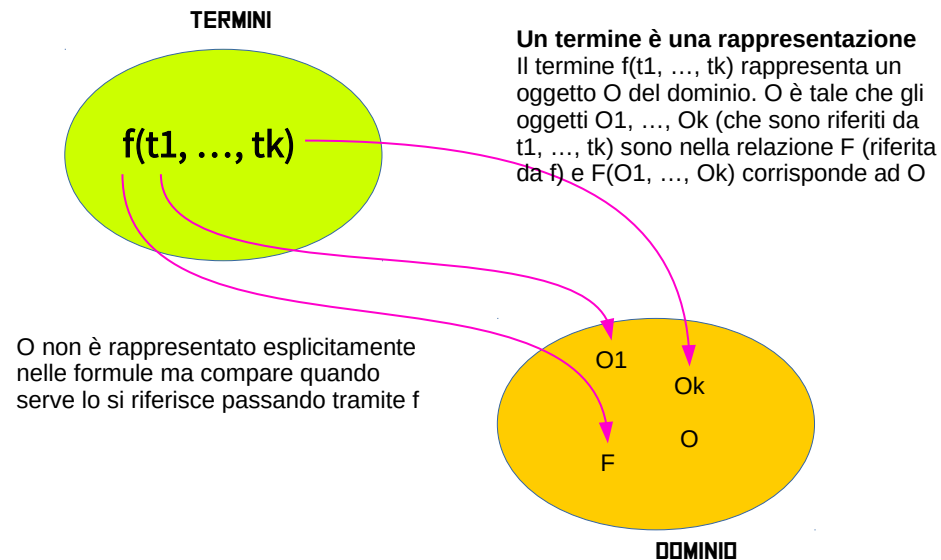 TERMINI
Un termine è una rappresentazione
Il termine f(t1, …, tk) rappresenta un
oggetto O del dominio. O è tale che gli
oggetti O1, …, Ok (che sono riferiti da
t1, …, tk) sono nella relazione F (riferita
da f) e F(O1, …, Ok) corrisponde ad O
f(t1, …, tk)
O non è rappresentato esplicitamente
nelle formule ma compare quando
serve lo si riferisce passando tramite f
O1
Ok
O
F
DOMINIO